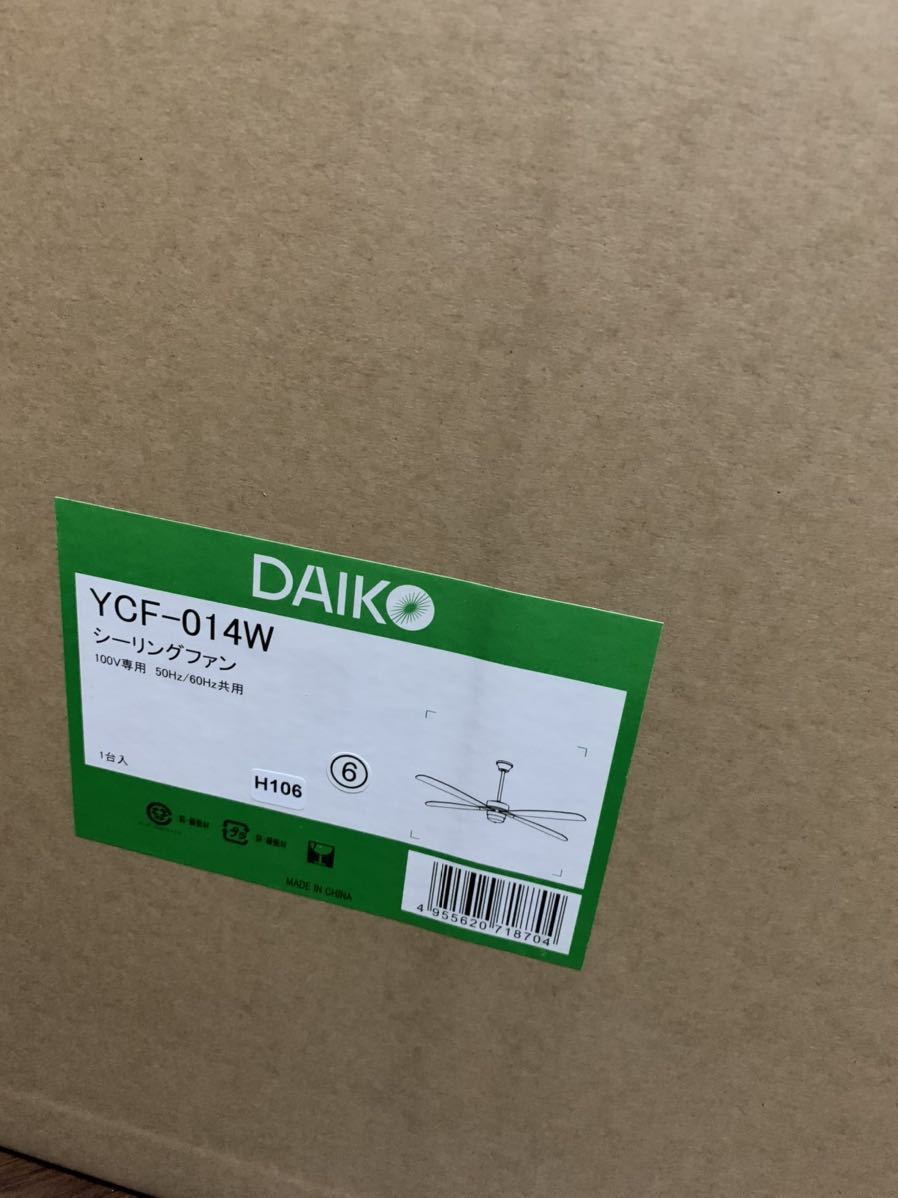 DAIKO
YCF-014W
シーリングファン
100V専用 50Hz/60Hz共用
1台入
H106
6
MADE IN CHINA
4 955620 718704